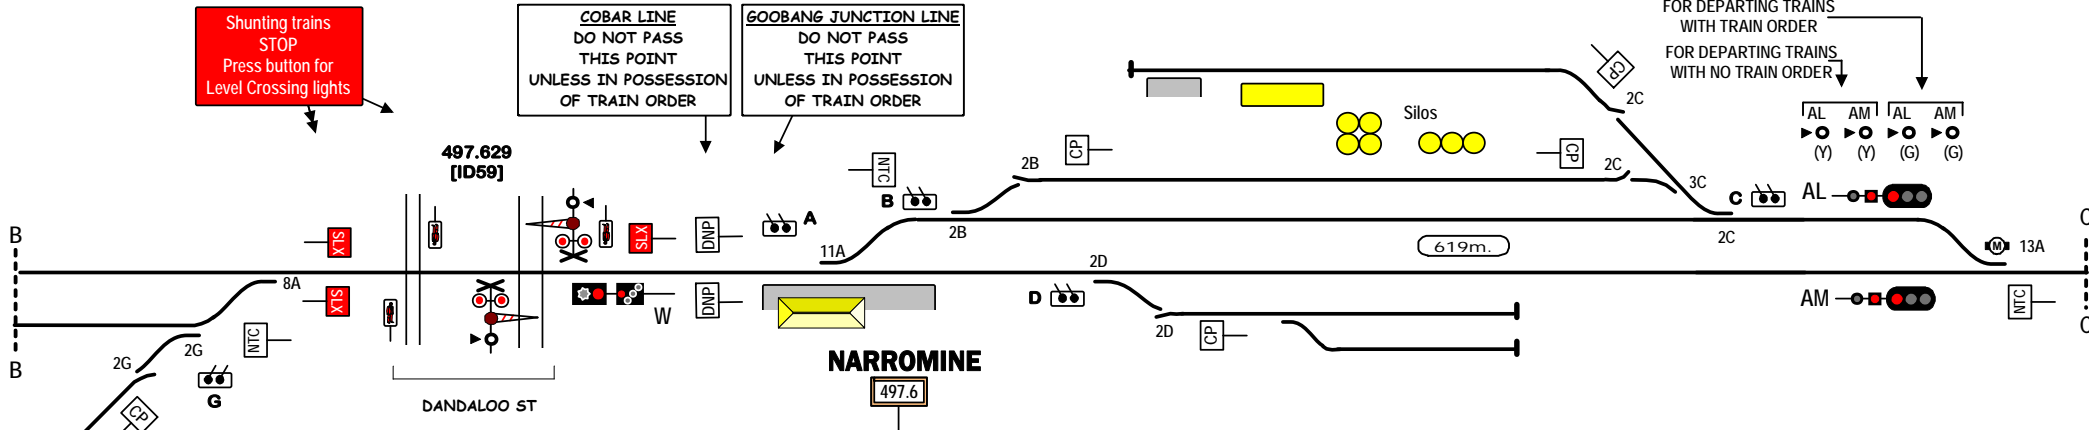 Shunting trains
STOP
Press button for
Level Crossing lights
COBAR LINE
DO NOT PASS
THIS POINT
UNLESS IN POSSESSION
OF TRAIN ORDER
GOOBANG JUNCTION LINE
DO NOT PASS
THIS POINT
UNLESS IN POSSESSION
OF TRAIN ORDER
FOR DEPARTING TRAINS
WITH TRAIN ORDER
FOR DEPARTING TRAINS
WITH NO TRAIN ORDER
CP
2C
Silos
AL AM AL AM
(Y) (Y) (G) (G)
497.629
[ID59]
NTC
2B
CP
CP
2C
3C
B
C
AL
A
SLX
SLX
DNP
11A
2B
619m.
2C
13A
B
C
2D
8A
SLX
W
DNP
D
AM
NTC
2G
NTC
2D
CP
B
C
2G
G
NARROMINE
497.6
DANDALOO ST
CP